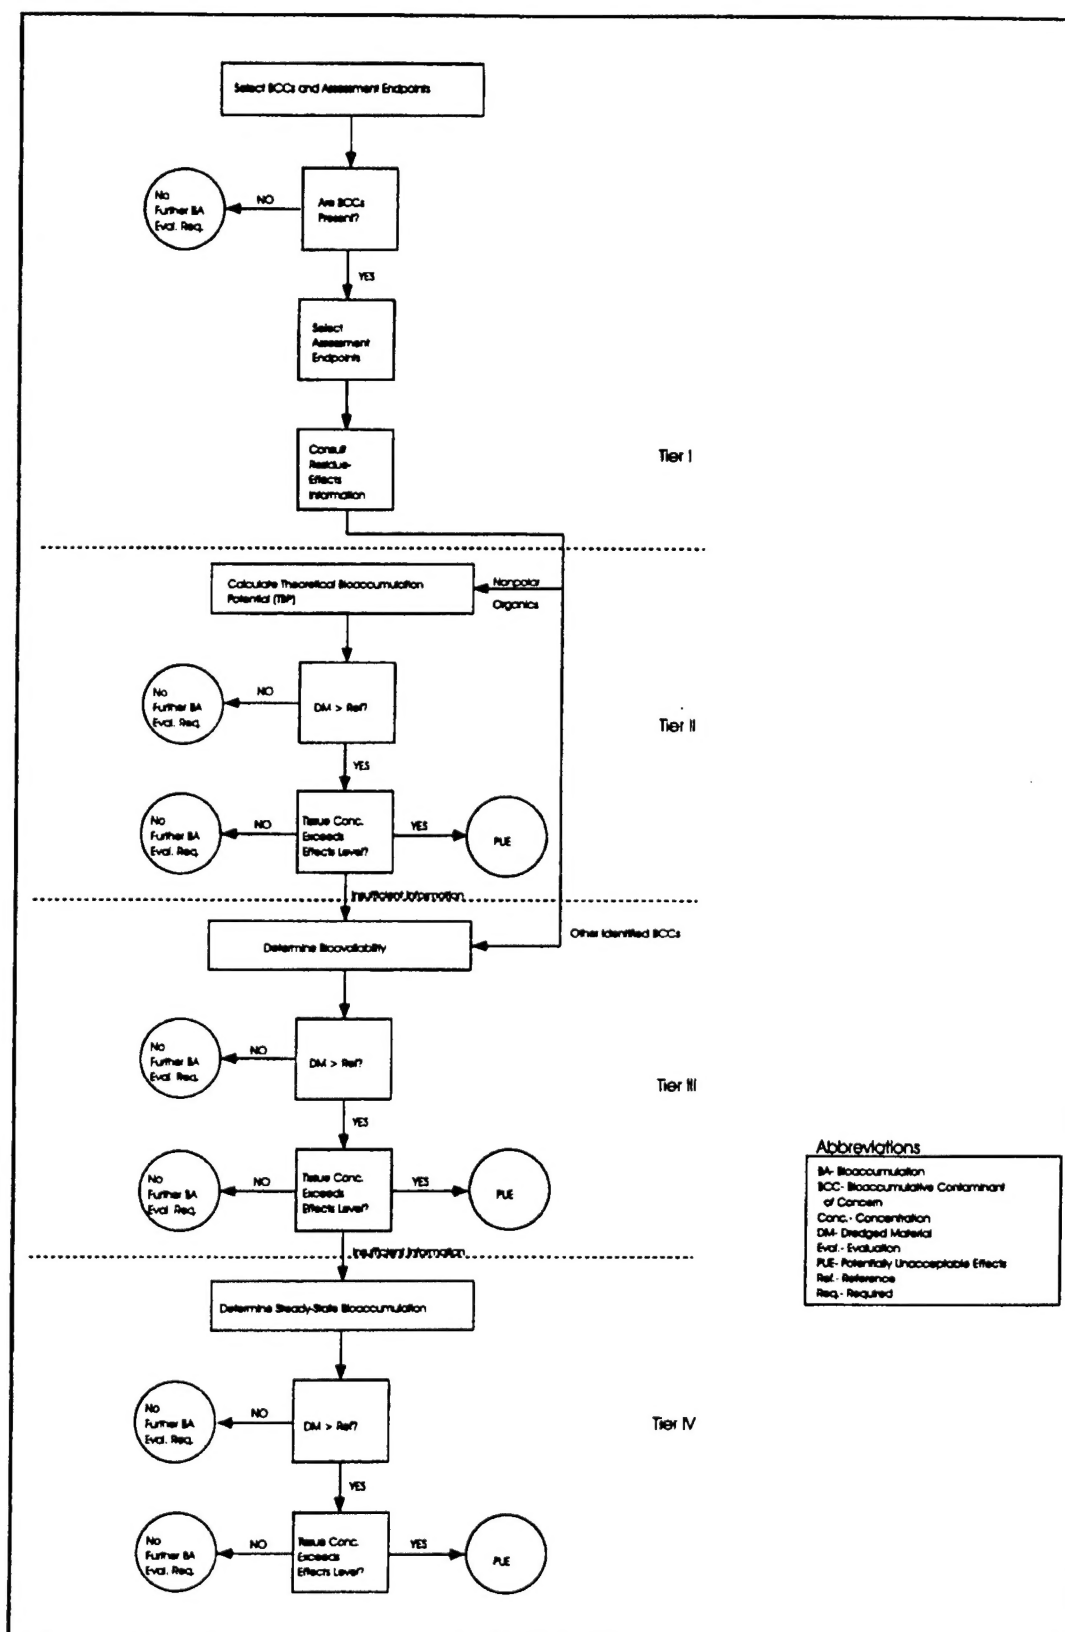 Select BCCs and Assessment Endpoints
No
Further BA
Eval. Req.
NO
Are BCCs
Present?
YES
Select
Assessment
Endpoints
Consult
Residue-
Effects
Information
Tier I
Calculate Theoretical Bioaccumulation
Potential (TBP)
Nonpolar
Organics
No
Further BA
Eval. Req.
NO
DM > Ref?
Tier II
YES
No
Further BA
Eval. Req.
NO
Tissue Conc.
Exceeds
Effects Level?
YES
PUE
Insufficient Information
Determine Bioavailability
Other Identified BCCs
No
Further BA
Eval. Req.
NO
DM > Ref?
Tier III
YES
No
Further BA
Eval. Req.
NO
Tissue Conc.
Exceeds
Effects Level?
YES
PUE
Insufficient Information
Determine Steady-State Bioaccumulation
No
Further BA
Eval. Req.
NO
DM > Ref?
Tier IV
YES
No
Further BA
Eval. Req.
NO
Tissue Conc.
Exceeds
Effects Level?
YES
PUE
Abbreviations
BA- Bioaccumulation
BCC- Bioaccumulative Contaminant
of Concern
Conc.- Concentration
DM- Dredged Material
Eval.- Evaluation
PUE- Potentially Unacceptable Effects
Ref.- Reference
Req.- Required